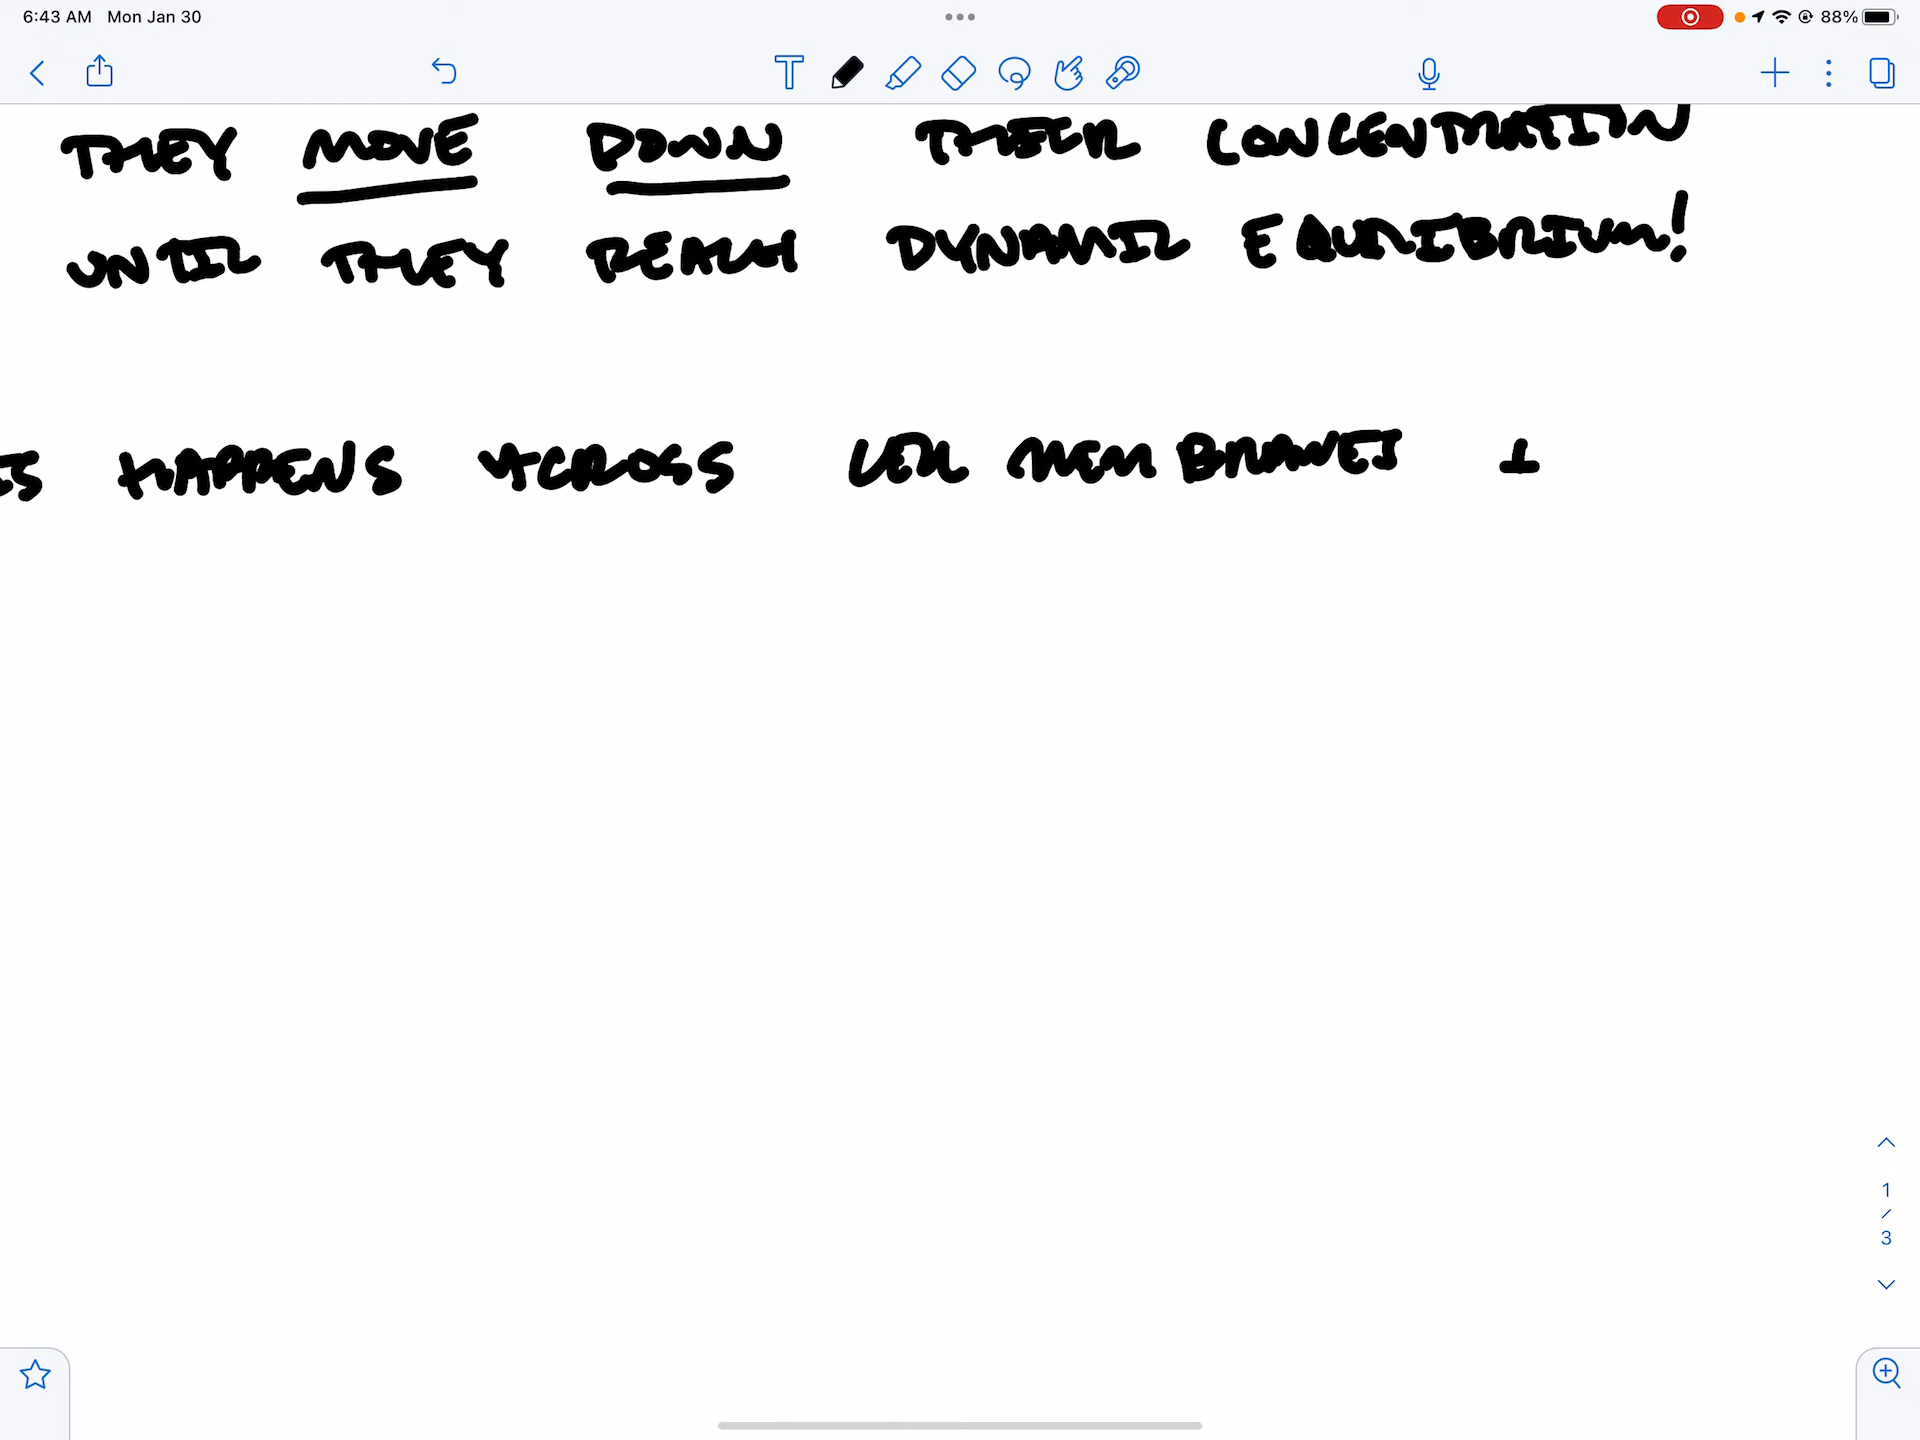 6:43 AM Mon Jan 30
88%
THEY MOVE DOWN THEIR CONCENTRATION
UNTIL THEY REACH DYNAMIC EQUILIBRIUM!
IS HAPPENS ACROSS CELL MEMBRANES
1
/
3